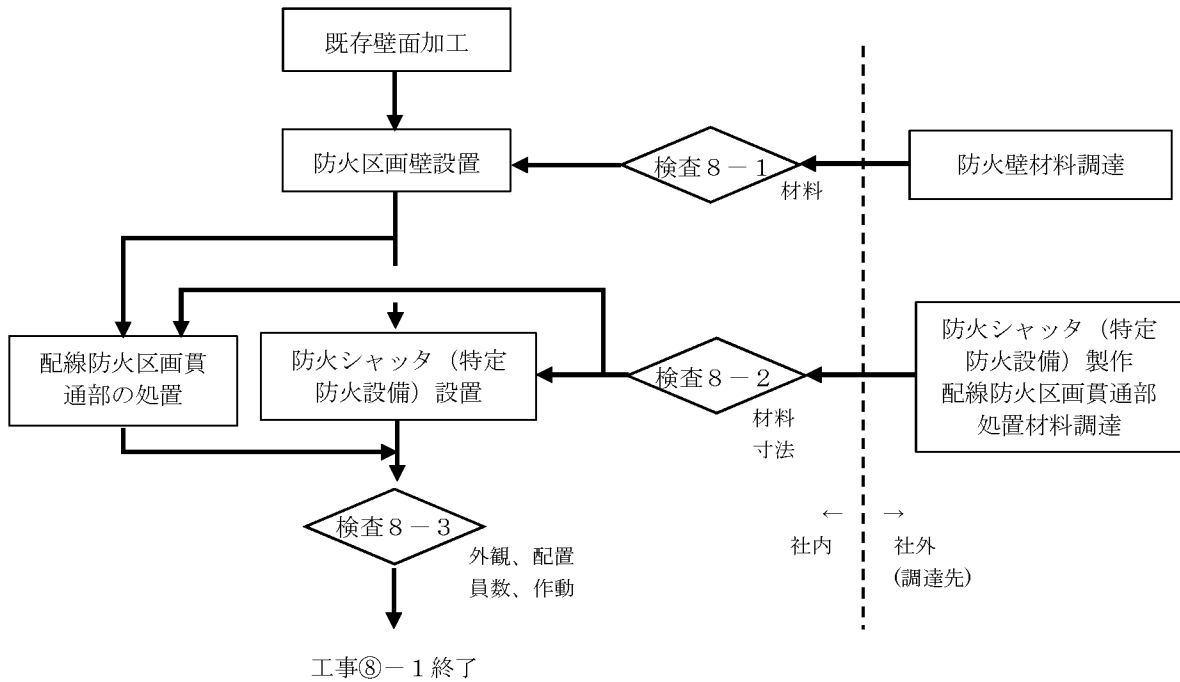 既存壁面加工
防火区画壁設置
検査８－１
材料
防火壁材料調達
配線防火区画貫
通部の処置
防火シャッタ（特定
防火設備）設置
検査８－２
材料
寸法
防火シャッタ（特定
防火設備）製作
配線防火区画貫通部
処置材料調達
検査８－３
外観、配置
員数、作動
←
社内
→
社外
(調達先)
工事⑧－１終了